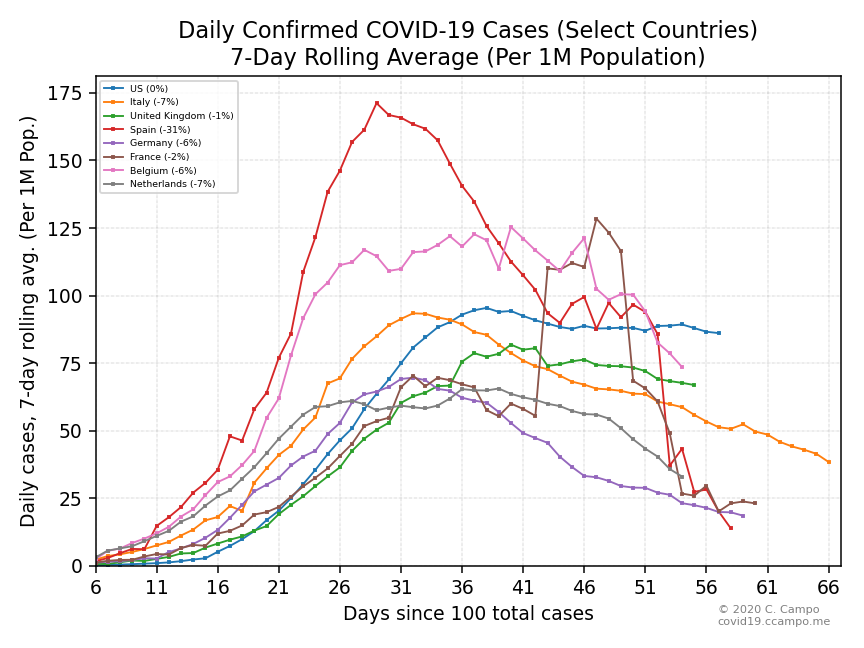 Daily Confirmed COVID-19 Cases (Select Countries)
7-Day Rolling Average (Per 1M Population)
US (0%)
Italy (-7%)
United Kingdom (-1%)
Spain (-31%)
Germany (-6%)
France (-2%)
Belgium (-6%)
Netherlands (-7%)
Daily cases, 7-day rolling avg. (Per 1M Pop.)
175
150
125
100
75
50
25
0
6 11 16 21 26 31 36 41 46 51 56 61 66
Days since 100 total cases
© 2020 C. Campo
covid19.ccampo.me